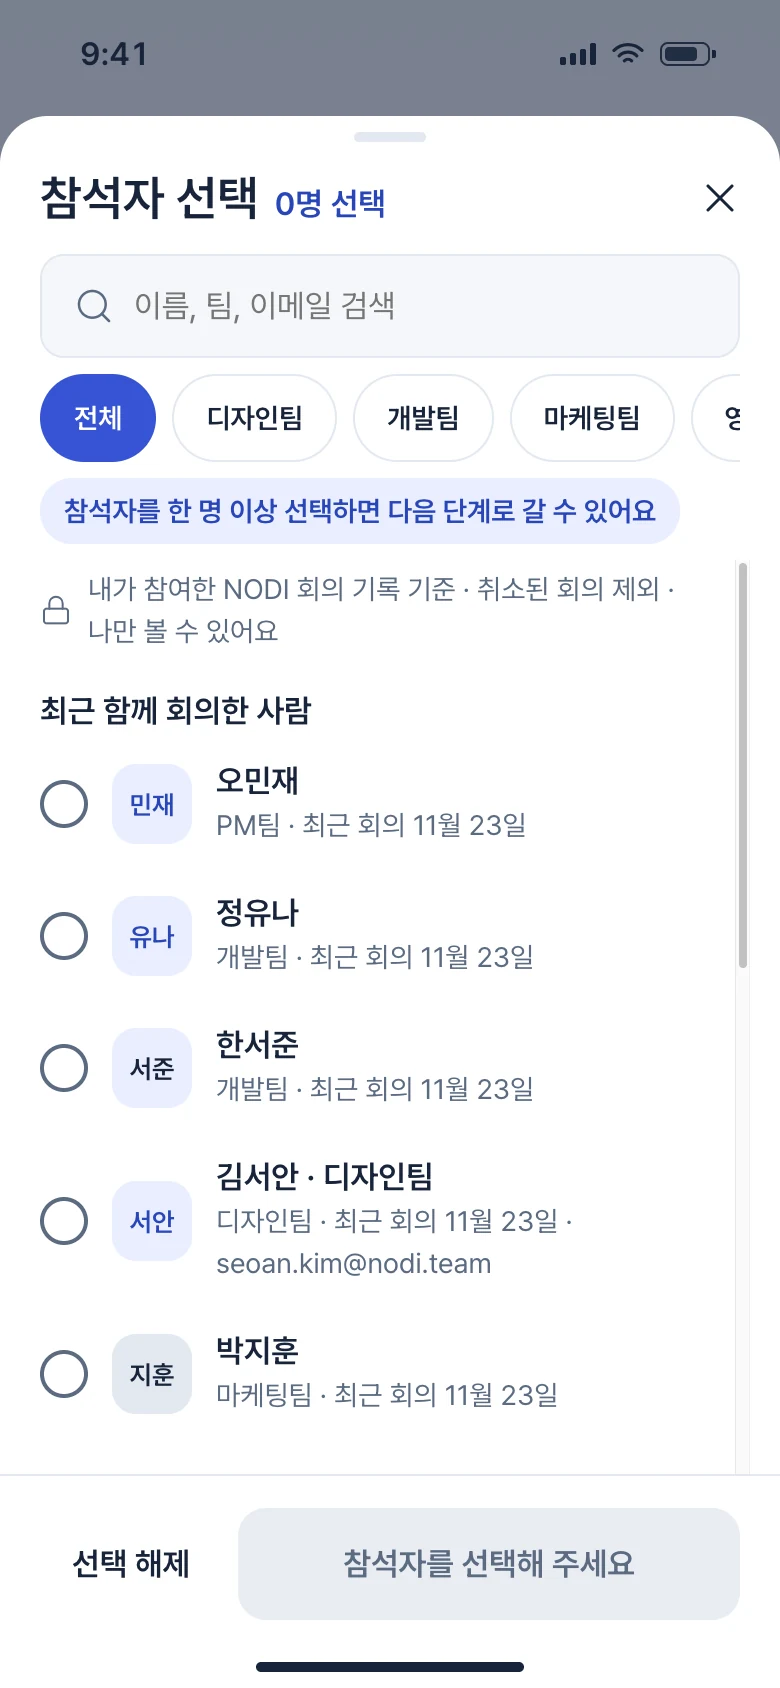 9:41
참석자 선택 0명 선택
이름, 팀, 이메일 검색
전체 디자인팀 개발팀 마케팅팀
참석자를 한 명 이상 선택하면 다음 단계로 갈 수 있어요
내가 참여한 NODI 회의 기록 기준 · 취소된 회의 제외 ·
나만 볼 수 있어요
최근 함께 회의한 사람
민재
오민재
PM팀 · 최근 회의 11월 23일
유나
정유나
개발팀 · 최근 회의 11월 23일
서준
한서준
개발팀 · 최근 회의 11월 23일
서안
김서안 · 디자인팀
디자인팀 · 최근 회의 11월 23일 ·
seoan.kim@nodi.team
지훈
박지훈
마케팅팀 · 최근 회의 11월 23일
선택 해제 참석자를 선택해 주세요